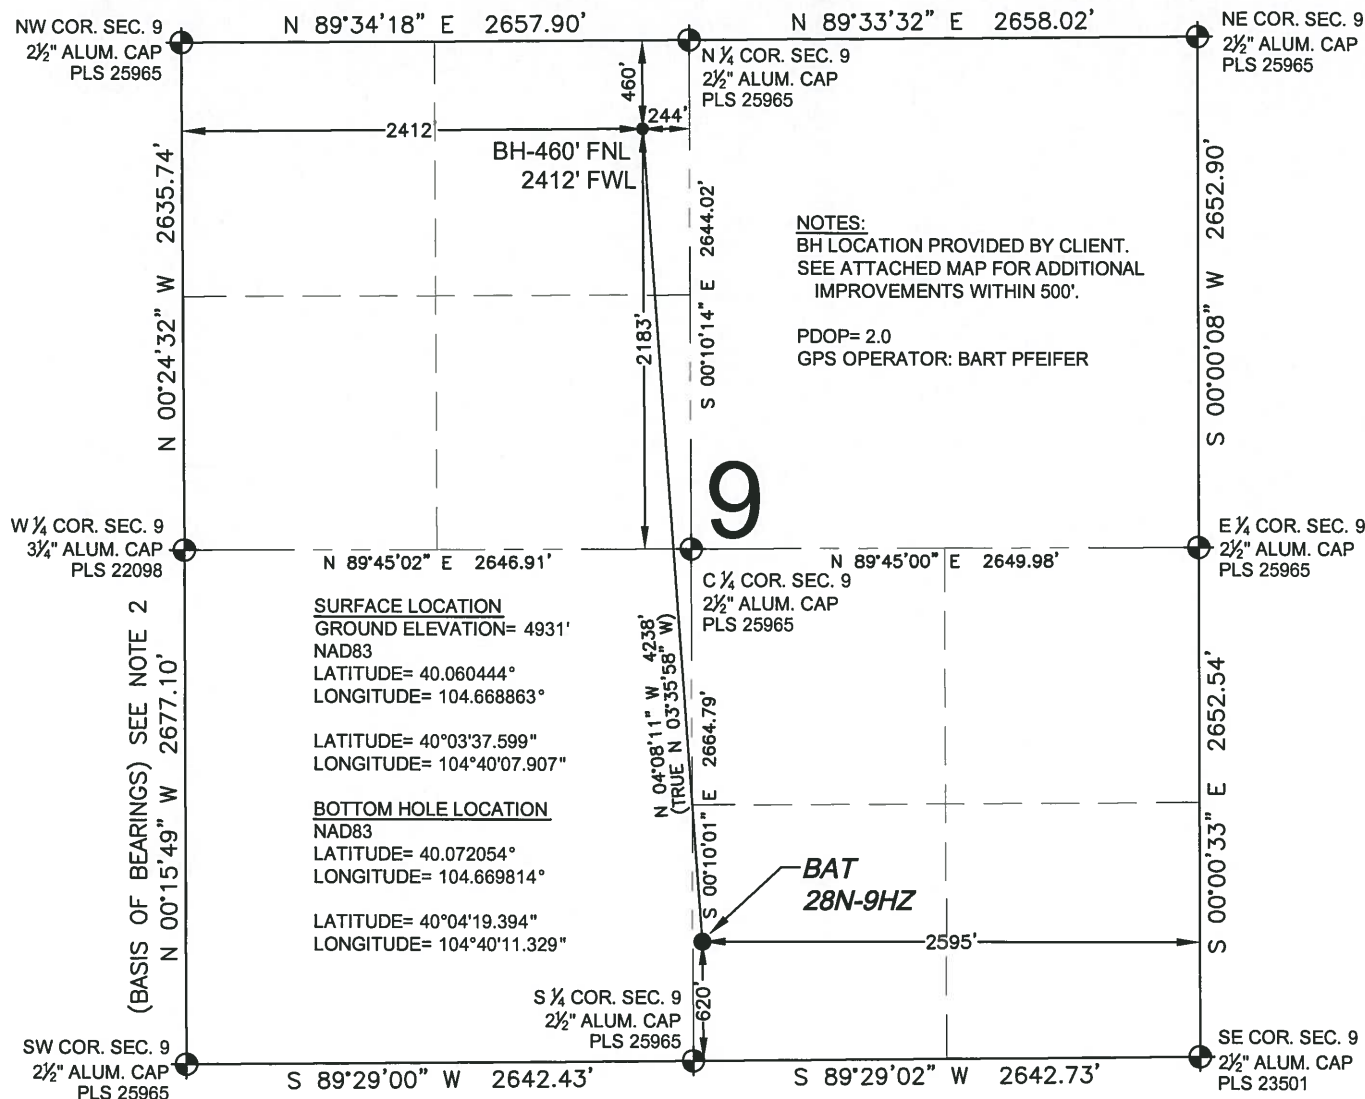 N 89°34'18" E 2657.90'
N 89°33'32" E 2658.02'
NW COR. SEC. 9
2½" ALUM. CAP
PLS 25965
N ¼ COR. SEC. 9
2½" ALUM. CAP
PLS 25965
NE COR. SEC. 9
2½" ALUM. CAP
PLS 25965
460'
244'
2412'
BH-460' FNL
2412' FWL
N 00°24'32" W 2635.74'
2183'
S 00°10'14" E 2644.02'
NOTES:
BH LOCATION PROVIDED BY CLIENT.
SEE ATTACHED MAP FOR ADDITIONAL
IMPROVEMENTS WITHIN 500'.
PDOP= 2.0
GPS OPERATOR: BART PFEIFER
S 00°00'08" W 2652.90'
9
W ¼ COR. SEC. 9
3¼" ALUM. CAP
PLS 22098
N 89°45'02" E 2646.91'
C ¼ COR. SEC. 9
2½" ALUM. CAP
PLS 25965
N 89°45'00" E 2649.98'
E ¼ COR. SEC. 9
2½" ALUM. CAP
PLS 25965
(BASIS OF BEARINGS) SEE NOTE 2
N 00°15'49" W 2677.10'
SURFACE LOCATION
GROUND ELEVATION= 4931'
NAD83
LATITUDE= 40.060444°
LONGITUDE= 104.668863°
LATITUDE= 40°03'37.599"
LONGITUDE= 104°40'07.907"
BOTTOM HOLE LOCATION
NAD83
LATITUDE= 40.072054°
LONGITUDE= 104.669814°
LATITUDE= 40°04'19.394"
LONGITUDE= 104°40'11.329"
N 04°08'11" W 4238'
(TRUE N 03°35'58" W)
S 00°10'01" E 2664.79'
BAT
28N-9HZ
2595'
620'
S 00°00'33" E 2652.54'
SW COR. SEC. 9
2½" ALUM. CAP
PLS 25965
S 89°29'00" W 2642.43'
S ¼ COR. SEC. 9
2½" ALUM. CAP
PLS 25965
S 89°29'02" W 2642.73'
SE COR. SEC. 9
2½" ALUM. CAP
PLS 23501